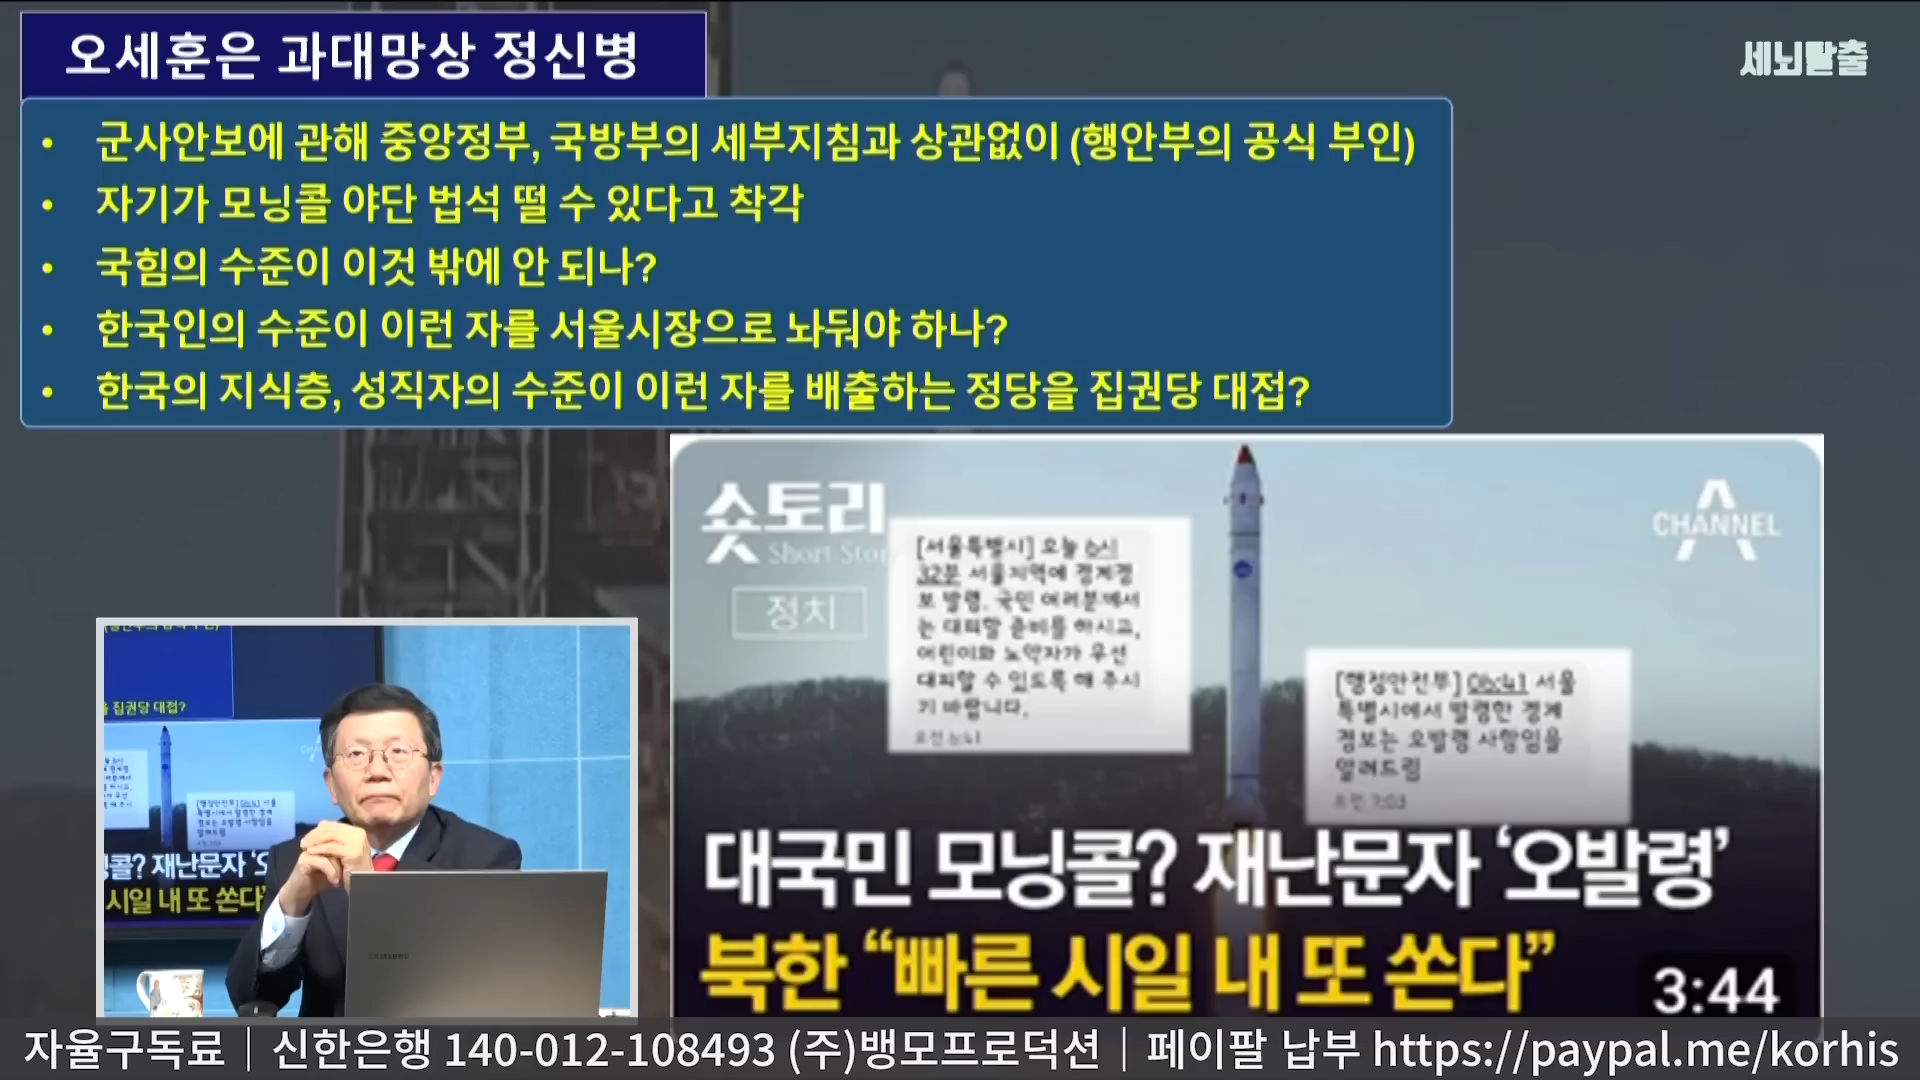 오세훈은 과대망상 정신병
세뇌탈출
• 군사안보에 관해 중앙정부, 국방부의 세부지침과 상관없이 (행안부의 공식 부인)
• 자기가 모닝콜 야단 법석 떨 수 있다고 착각
• 국힘의 수준이 이것 밖에 안 되나?
• 한국인의 수준이 이런 자를 서울시장으로 놔둬야 하나?
• 한국의 지식층, 성직자의 수준이 이런 자를 배출하는 정당을 집권당 대접?
숏토리
Short Stor
정치
CHANNEL A
[서울특별시] 오늘 6시
32분 서울지역에 경계경
보 발령. 국민 여러분께서
는 대피할 준비를 하시고,
어린이와 노약자가 우선
대피할 수 있도록 해 주시
기 바랍니다.
오전 6:41
[행정안전부] 06:41 서울
특별시에서 발령한 경계
경보는 오발령 사항임을
알려드림
오전 7:03
대국민 모닝콜? 재난문자 ‘오발령’
북한 “빠른 시일 내 또 쏜다”
3:44
집권당 대접?
닝콜? 재난문자 ‘오
시일 내 또 쏜다”
SAMSUNG
자율구독료｜신한은행 140-012-108493 (주)뱅모프로덕션｜페이팔 납부 https://paypal.me/korhis